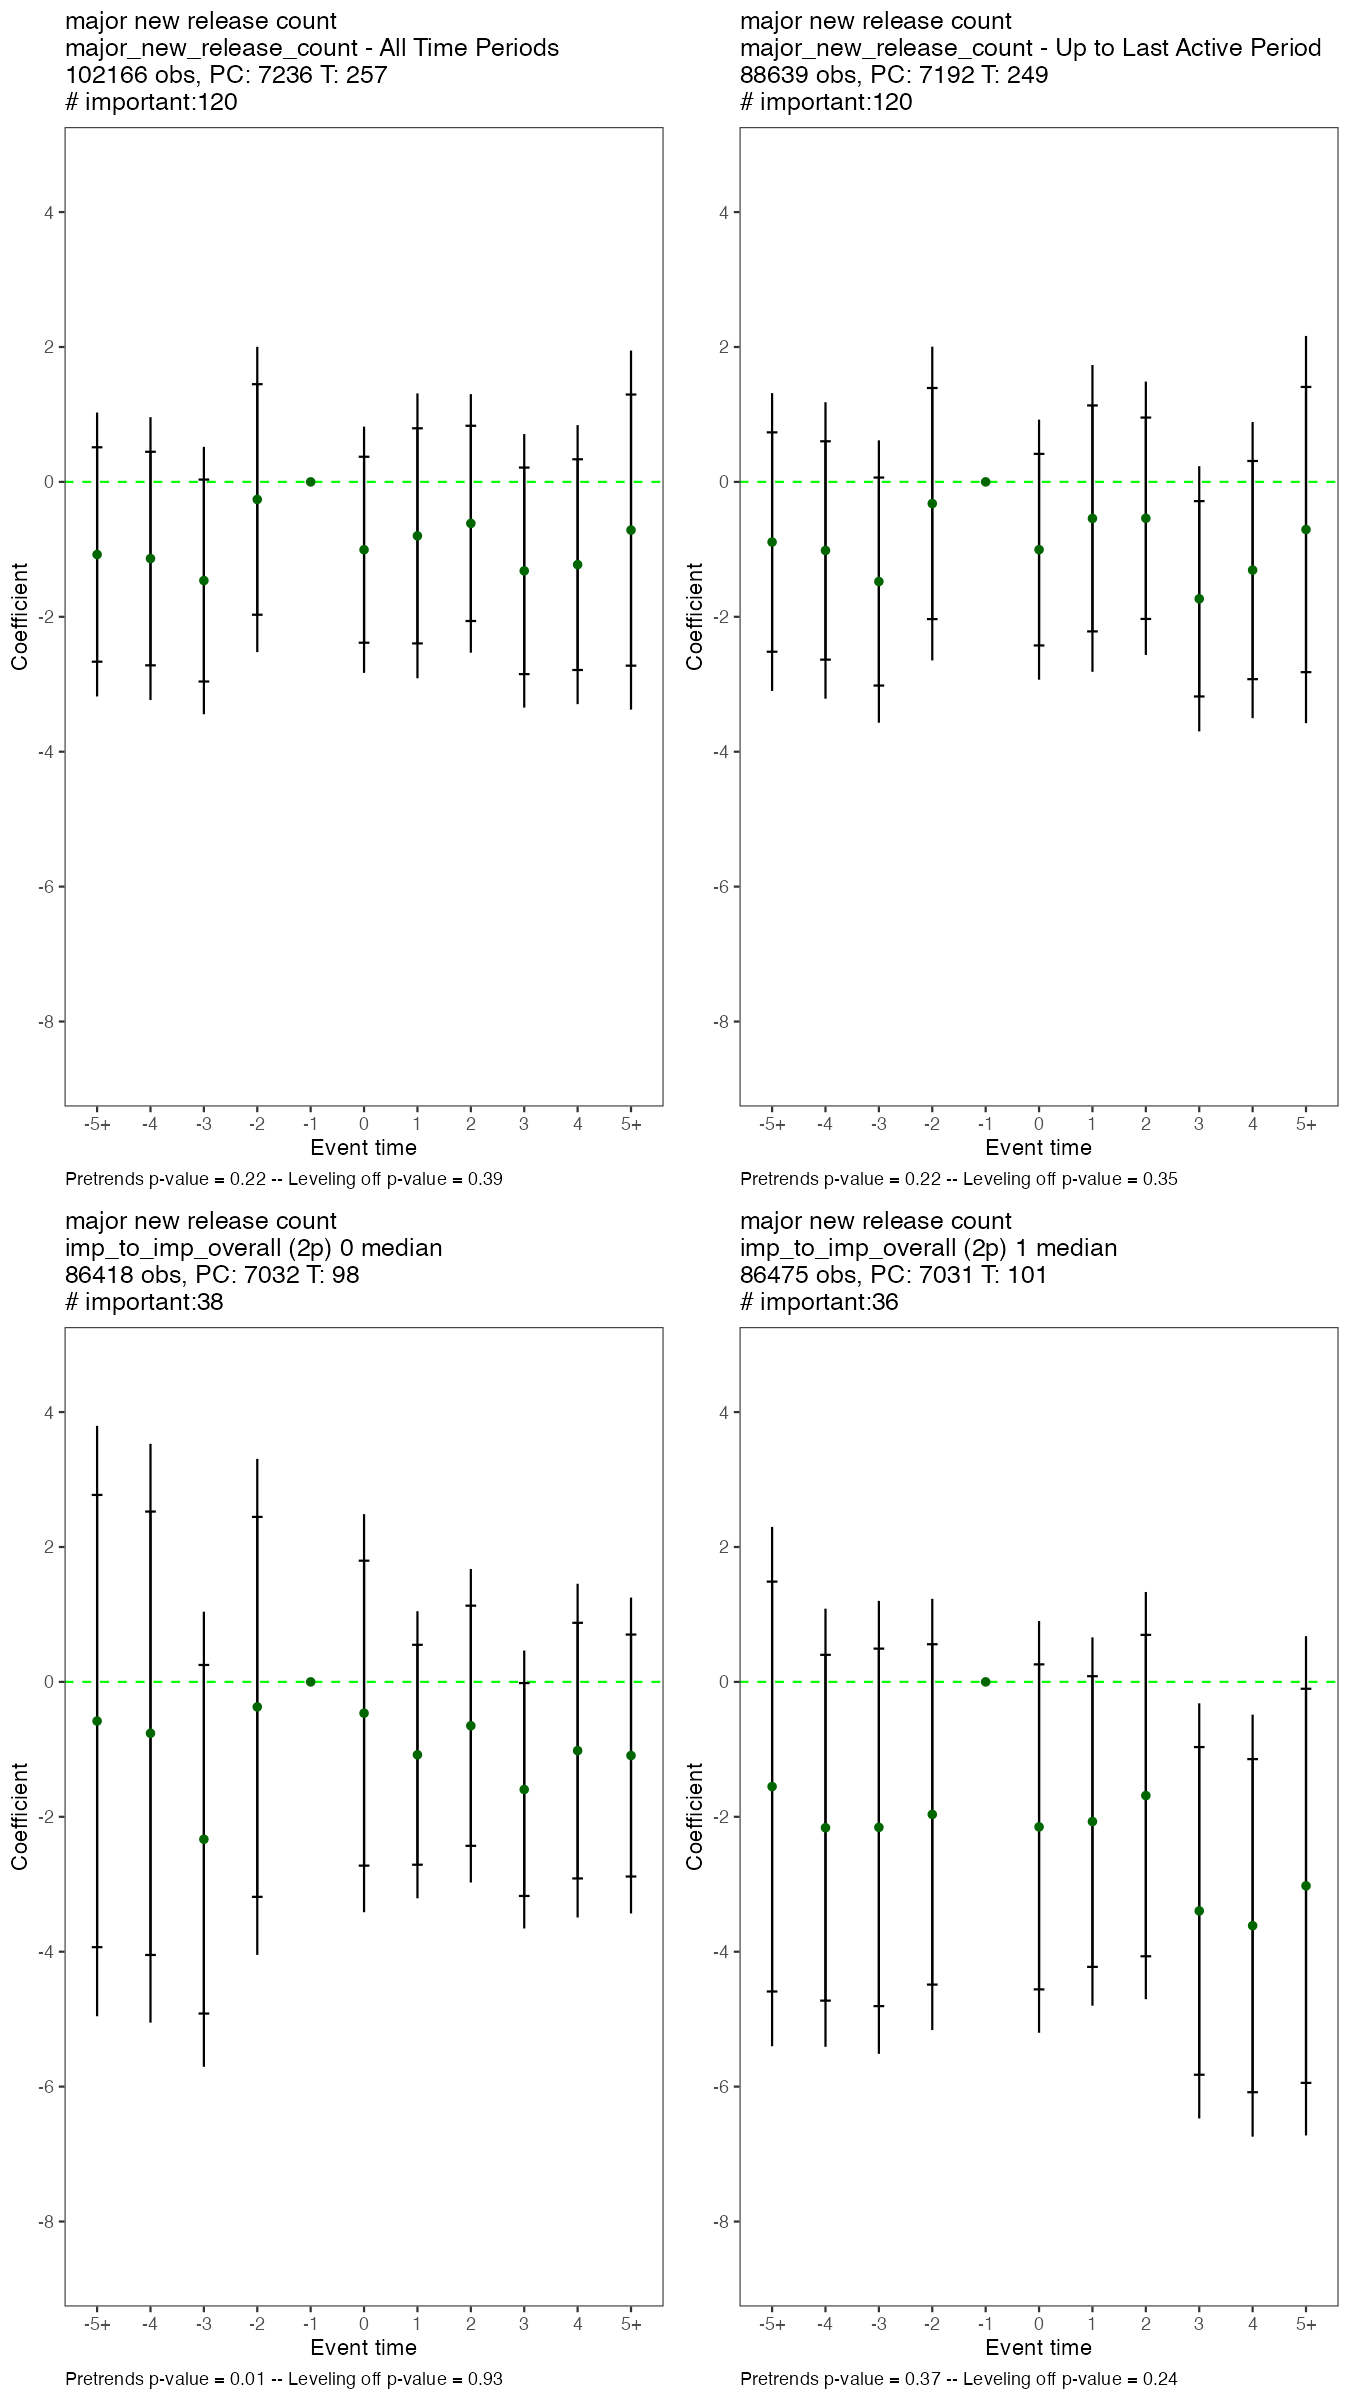 major new release count
major_new_release_count - All Time Periods
102166 obs, PC: 7236 T: 257
# important:120
4
2
0
-2
-4
-6
-8
Coefficient
-5+ -4 -3 -2 -1 0 1 2 3 4 5+
Event time
Pretrends p-value = 0.22 -- Leveling off p-value = 0.39
major new release count
major_new_release_count - Up to Last Active Period
88639 obs, PC: 7192 T: 249
# important:120
4
2
0
-2
-4
-6
-8
Coefficient
-5+ -4 -3 -2 -1 0 1 2 3 4 5+
Event time
Pretrends p-value = 0.22 -- Leveling off p-value = 0.35
major new release count
imp_to_imp_overall (2p) 0 median
86418 obs, PC: 7032 T: 98
# important:38
4
2
0
-2
-4
-6
-8
Coefficient
-5+ -4 -3 -2 -1 0 1 2 3 4 5+
Event time
Pretrends p-value = 0.01 -- Leveling off p-value = 0.93
major new release count
imp_to_imp_overall (2p) 1 median
86475 obs, PC: 7031 T: 101
# important:36
4
2
0
-2
-4
-6
-8
Coefficient
-5+ -4 -3 -2 -1 0 1 2 3 4 5+
Event time
Pretrends p-value = 0.37 -- Leveling off p-value = 0.24